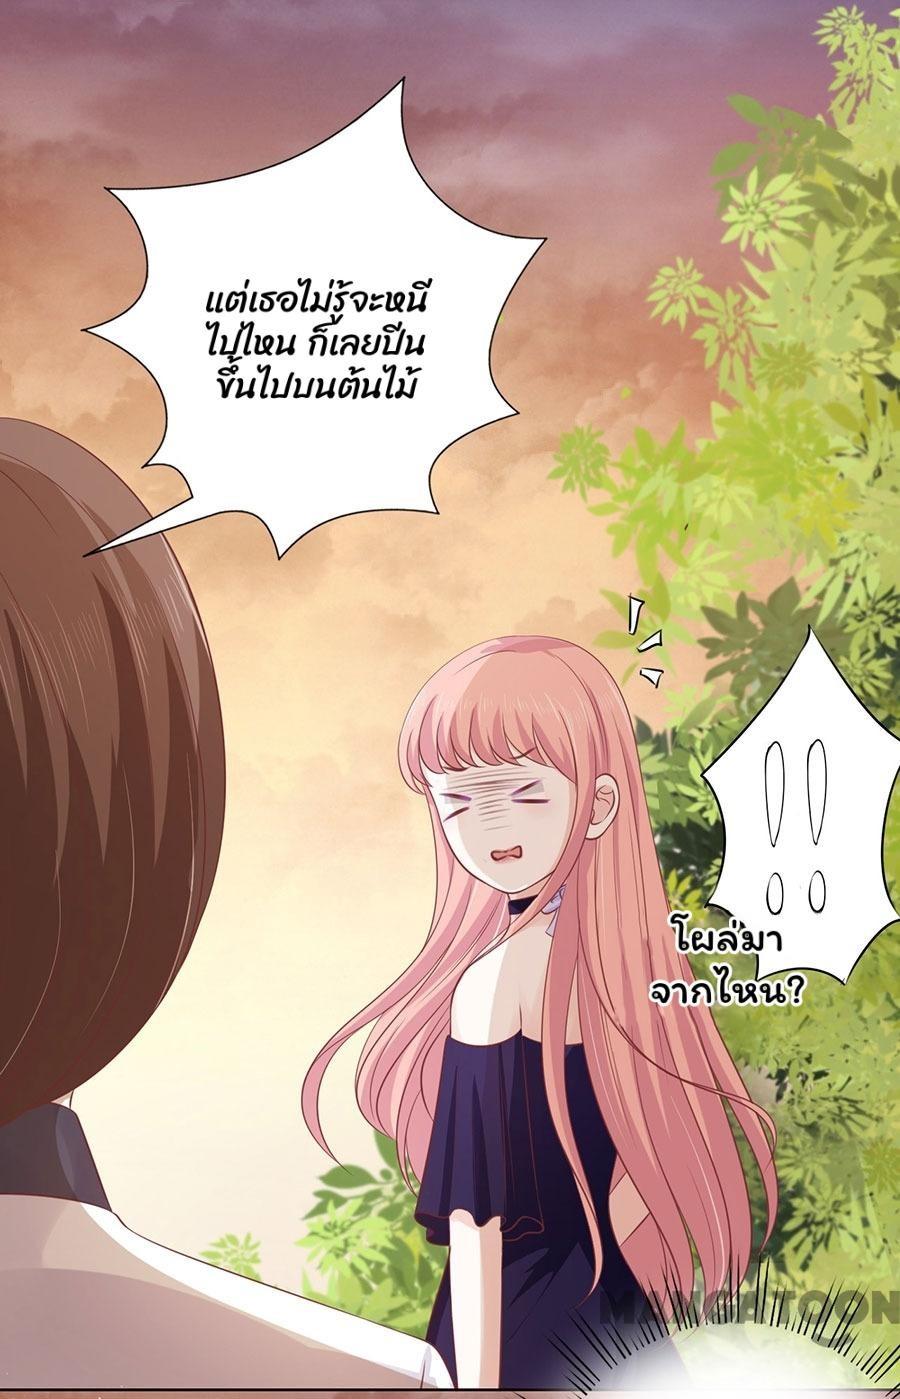 แต่เธอไม่รู้จะหนี
ไปไหน ก็เลยปีน
ขึ้นไปบนต้นไม้
!!
โผล่มา
จากไหน?
MANGATOON